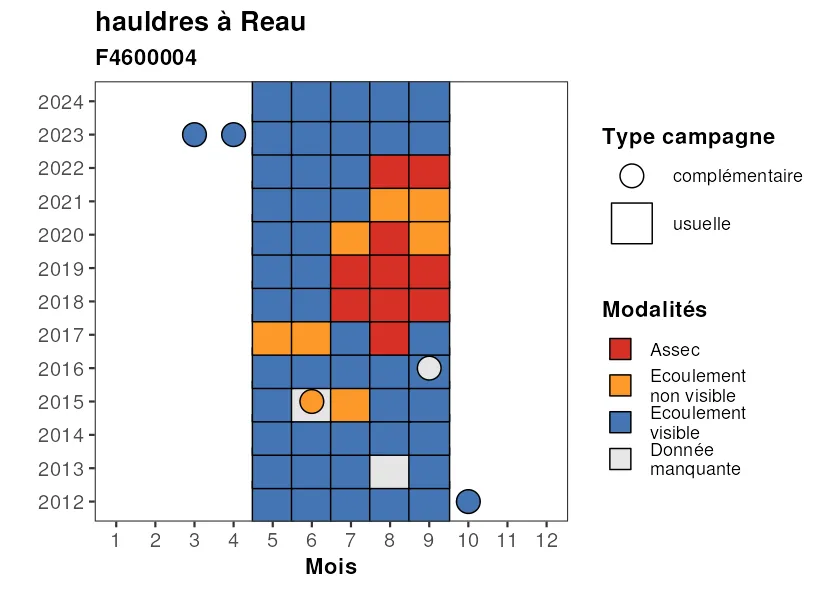 hauldres à Reau
F4600004
2024
2023
2022
2021
2020
2019
2018
2017
2016
2015
2014
2013
2012
1 2 3 4 5 6 7 8 9 10 11 12
Mois
Type campagne
complémentaire
usuelle
Modalités
Assec
Ecoulement
non visible
Ecoulement
visible
Donnée
manquante